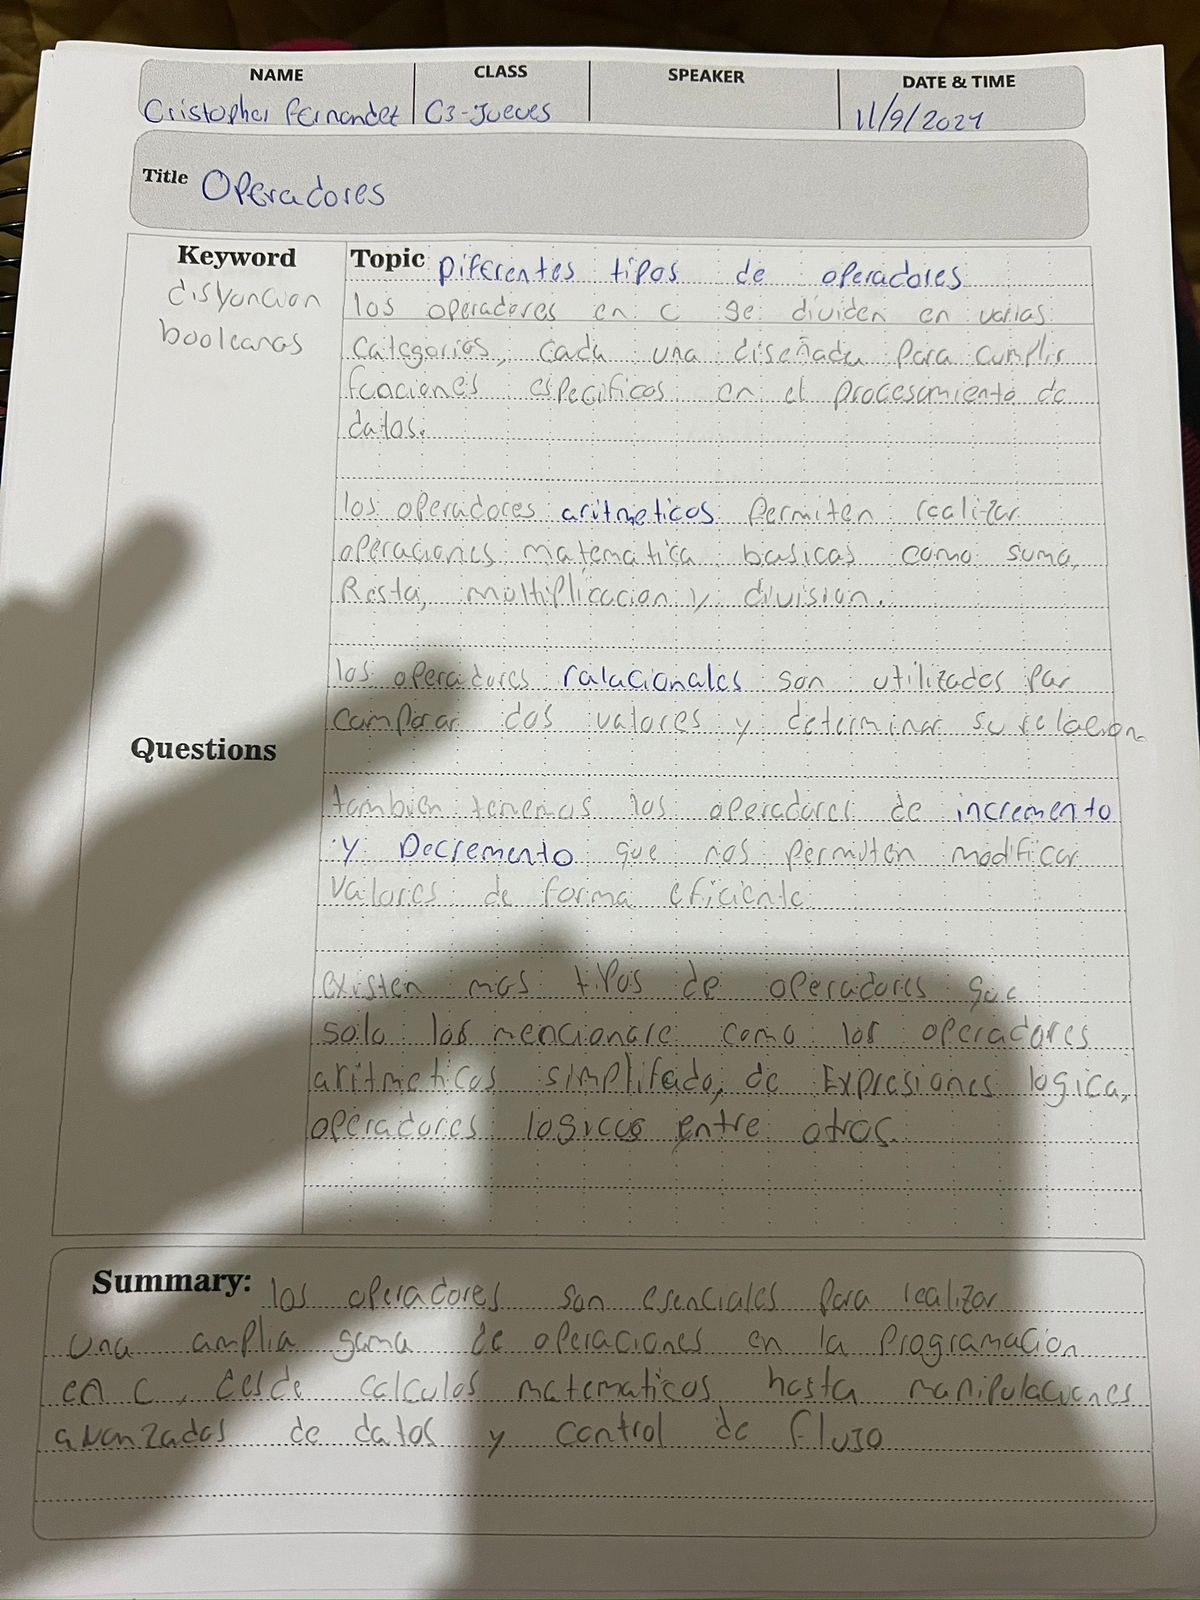 NAME CLASS SPEAKER DATE & TIME
Cristopher Fernandez C3-Jueves 11/9/2024
Title Operadores
Keyword
disyuncion
booleanas
Topic Diferentes tipos de operadores
los operadores en C se dividen en varias
Categorias, cada una diseñada para cumplir
fcaciones especificos en el procesamiento de
datos.
los operadores aritmeticos Permiten realizar
operaciones matematica basicas como suma,
Resta, multiplicacion y division.
los operadores ralacionales son utilizados par
comparar dos valores y determinar su relacion
Questions
tambien tenemos los operadores de incremento
y Decremento que nos permiten modificar
Valores de forma eficiente
existen mas tipos de operadores que
solo los mencionare como los operadores
aritmeticos simplifado, de Expresiones logica,
operadores logicos entre otros.
Summary: los operadores son esenciales para realizar
una amplia gama de operaciones en la Programacion
en C, desde calculos matematicos hasta manipulaciones
avanzadas de datos y control de flujo